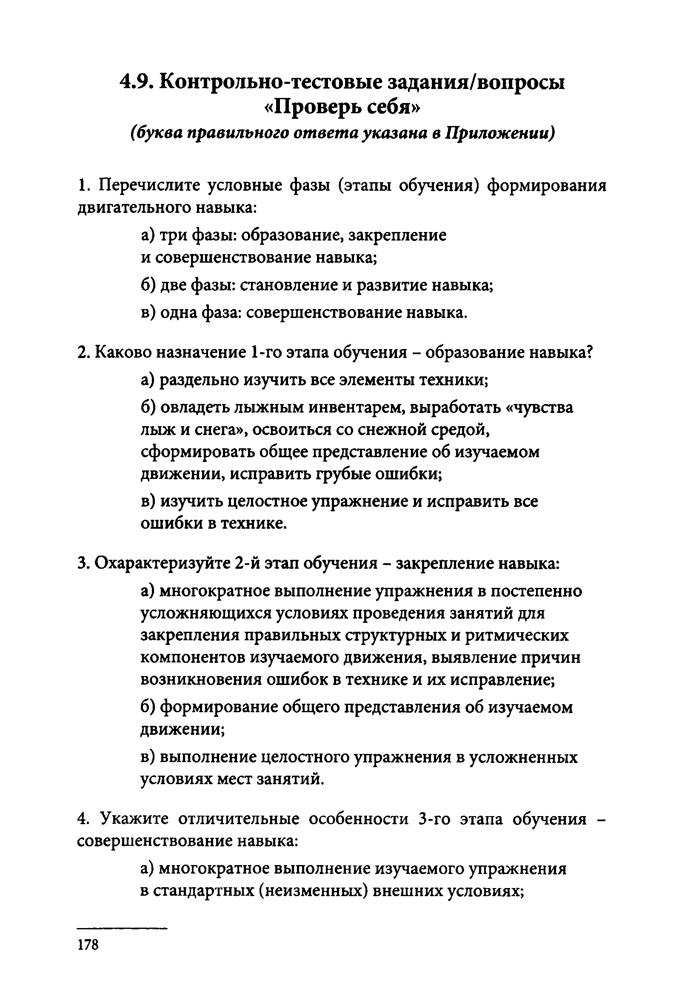 4.9. Контрольно-тестовые задания/вопросы
«Проверь себя»
(буква правильного ответа указана в Приложении)
1. Перечислите условные фазы (этапы обучения) формирования
двигательного навыка:
а) три фазы: образование, закрепление
и совершенствование навыка;
б) две фазы: становление и развитие навыка;
в) одна фаза: совершенствование навыка.
2. Каково назначение 1-го этапа обучения – образование навыка?
а) раздельно изучить все элементы техники;
б) овладеть лыжным инвентарем, выработать «чувства
лыж и снега», освоиться со снежной средой,
сформировать общее представление об изучаемом
движении, исправить грубые ошибки;
в) изучить целостное упражнение и исправить все
ошибки в технике.
3. Охарактеризуйте 2-й этап обучения – закрепление навыка:
а) многократное выполнение упражнения в постепенно
усложняющихся условиях проведения занятий для
закрепления правильных структурных и ритмических
компонентов изучаемого движения, выявление причин
возникновения ошибок в технике и их исправление;
б) формирование общего представления об изучаемом
движении;
в) выполнение целостного упражнения в усложненных
условиях мест занятий.
4. Укажите отличительные особенности 3-го этапа обучения –
совершенствование навыка:
а) многократное выполнение изучаемого упражнения
в стандартных (неизменных) внешних условиях;
178